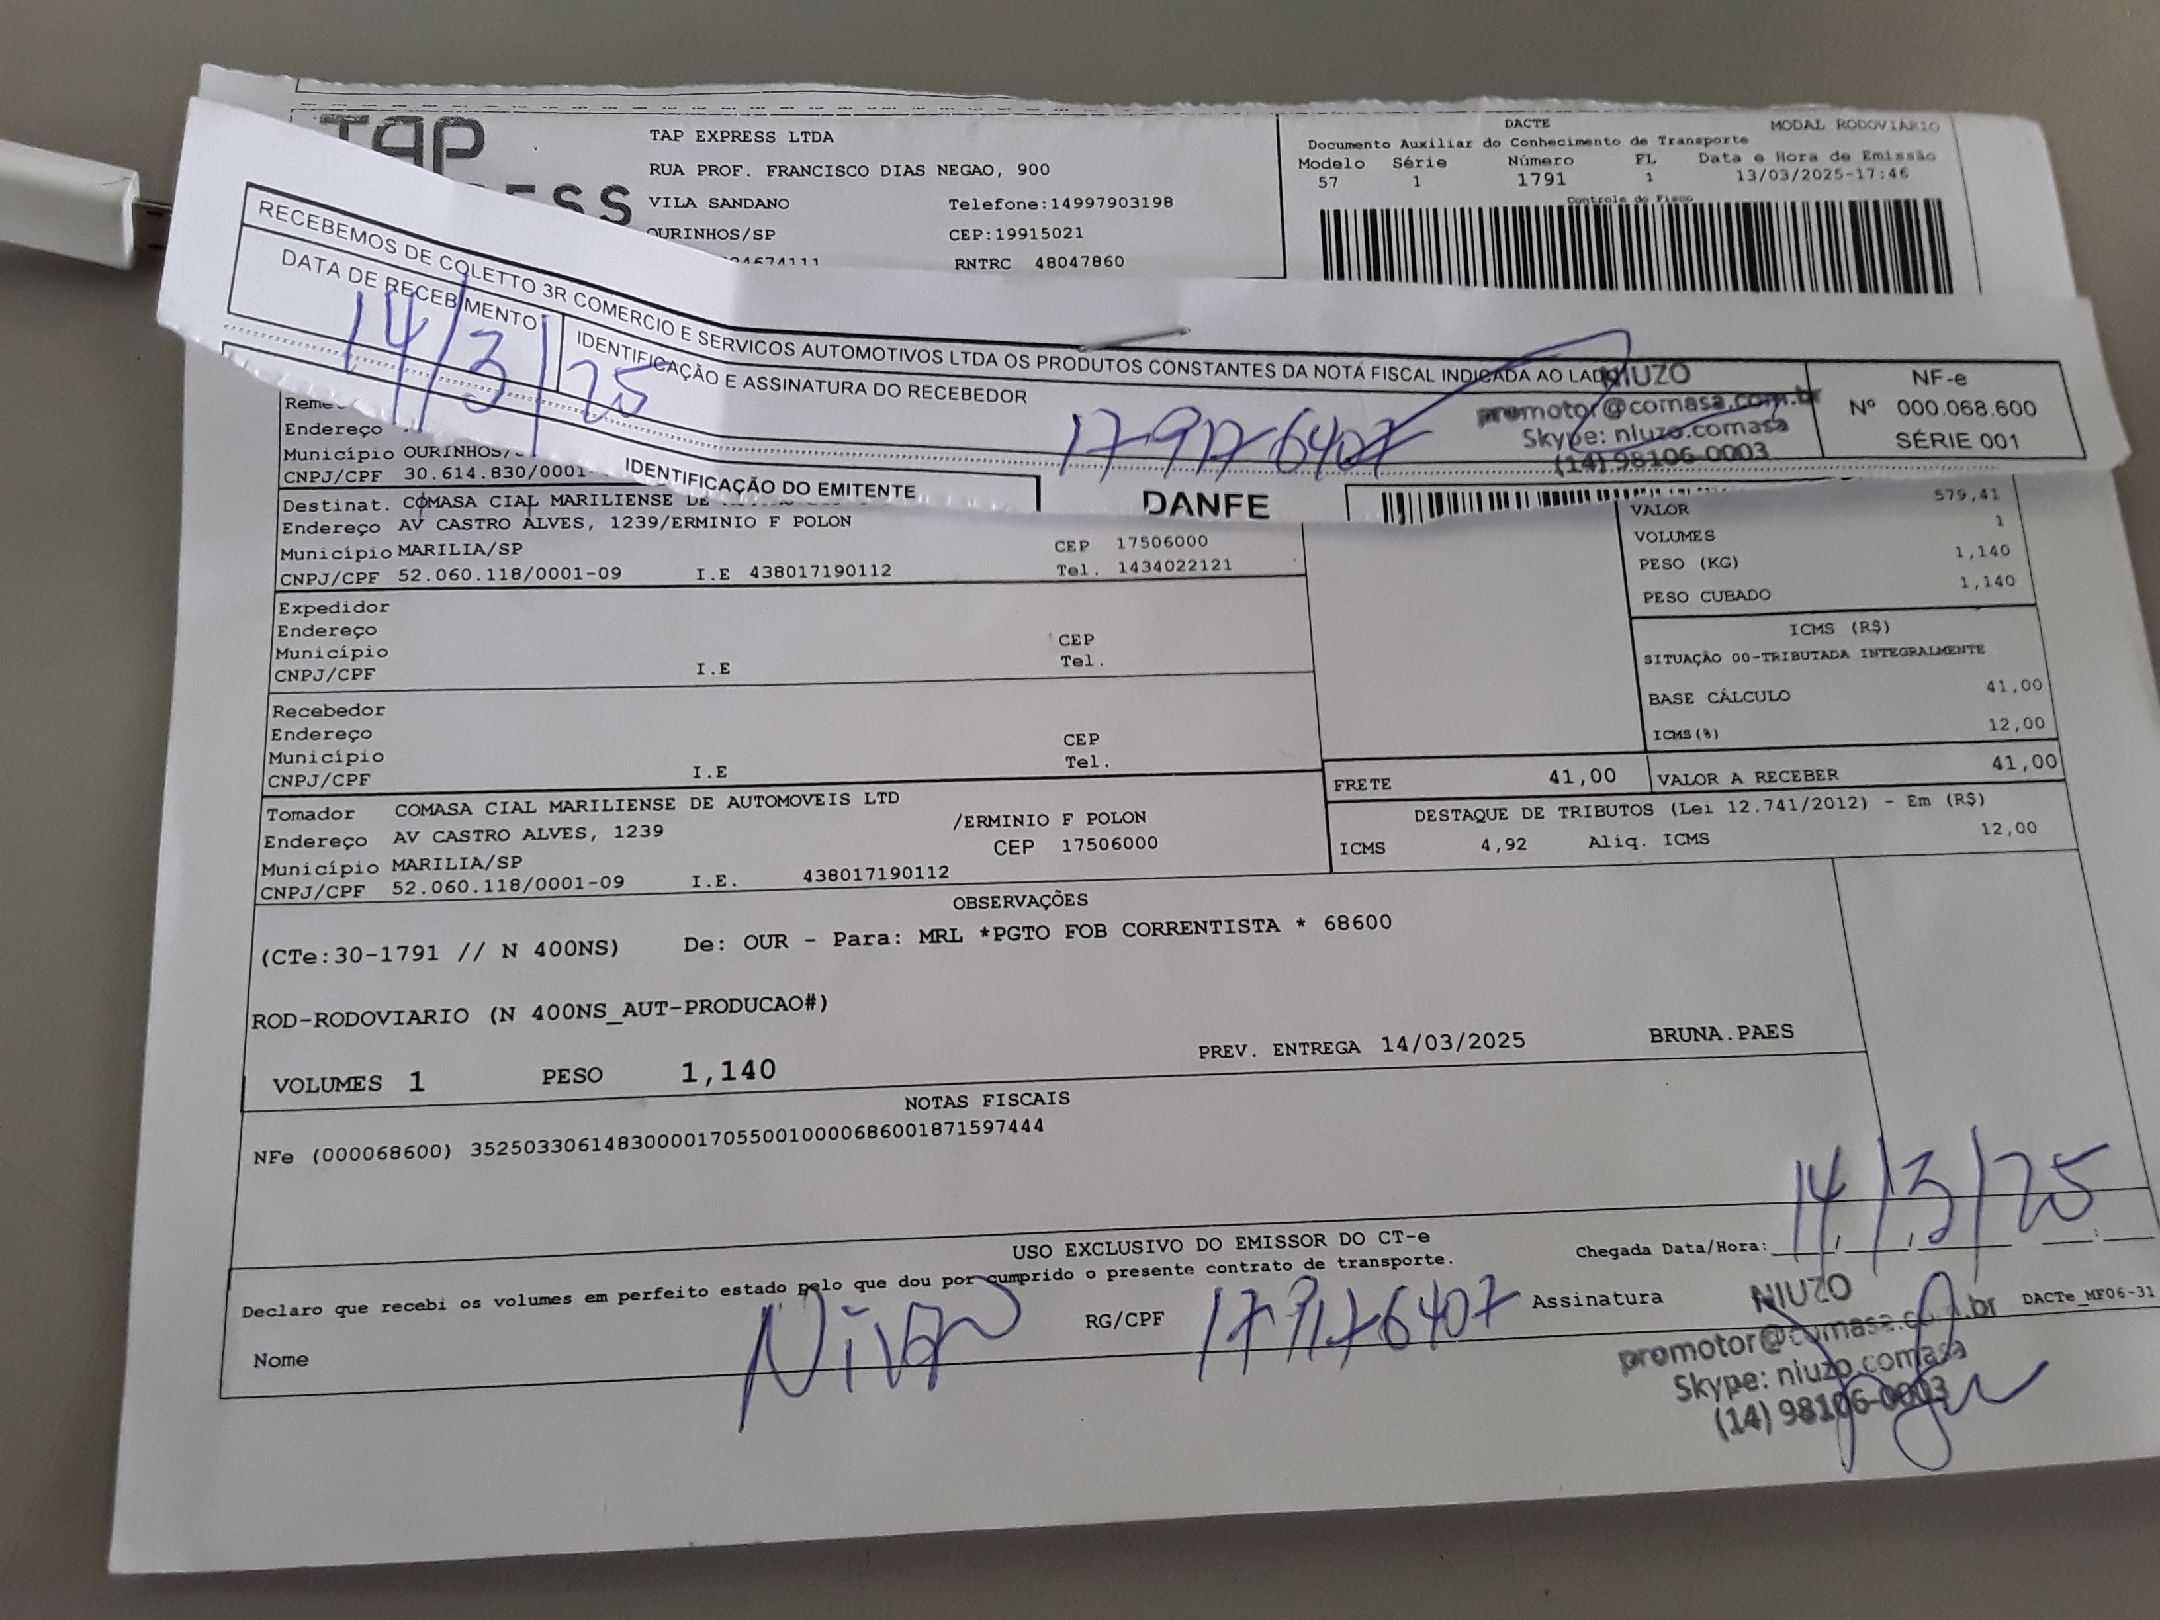 TAP
ESS
TAP EXPRESS LTDA
RUA PROF. FRANCISCO DIAS NEGAO, 900
VILA SANDANO Telefone:14997903198
OURINHOS/SP CEP:19915021
RNTRC 48047860
DACTE MODAL RODOVIÁRIO
Documento Auxiliar do Conhecimento de Transporte
Modelo Série Número FL Data e Hora de Emissão
57 1 1791 1 13/03/2025-17:46
Controle do Fisco
RECEBEMOS DE COLETTO 3R COMERCIO E SERVICOS AUTOMOTIVOS LTDA OS PRODUTOS CONSTANTES DA NOTA FISCAL INDICADA AO LADO
DATA DE RECEBIMENTO
14/3/25
IDENTIFICAÇÃO E ASSINATURA DO RECEBEDOR
17 917 6407
NIUZO
promotor@comasa.com.br
Skype: niuzo.comasa
(14) 98106-0003
NF-e
Nº 000.068.600
SÉRIE 001
IDENTIFICAÇÃO DO EMITENTE
DANFE
Endereço
Município OURINHOS/
CNPJ/CPF 30.614.830/0001-
Destinat. COMASA CIAL MARILIENSE DE
Endereço AV CASTRO ALVES, 1239/ERMINIO F POLON
Município MARILIA/SP CEP 17506000
CNPJ/CPF 52.060.118/0001-09 I.E 438017190112 Tel. 1434022121
Expedidor
Endereço
Município CEP
CNPJ/CPF I.E Tel.
Recebedor
Endereço
Município CEP
CNPJ/CPF I.E Tel.
Tomador COMASA CIAL MARILIENSE DE AUTOMOVEIS LTD
Endereço AV CASTRO ALVES, 1239 /ERMINIO F POLON
Município MARILIA/SP CEP 17506000
CNPJ/CPF 52.060.118/0001-09 I.E. 438017190112
VALOR 579,41
VOLUMES 1
PESO (KG) 1,140
PESO CUBADO 1,140
ICMS (R$)
SITUAÇÃO 00-TRIBUTADA INTEGRALMENTE
BASE CÁLCULO 41,00
ICMS(%) 12,00
FRETE 41,00 VALOR A RECEBER 41,00
DESTAQUE DE TRIBUTOS (Lei 12.741/2012) - Em (R$)
ICMS 4,92 Aliq. ICMS 12,00
OBSERVAÇÕES
(CTe:30-1791 // N 400NS) De: OUR - Para: MRL *PGTO FOB CORRENTISTA * 68600
ROD-RODOVIARIO (N 400NS_AUT-PRODUCAO#)
VOLUMES 1 PESO 1,140 PREV. ENTREGA 14/03/2025 BRUNA.PAES
NOTAS FISCAIS
NFe (000068600) 35250330614830000170550010000686001871597444
USO EXCLUSIVO DO EMISSOR DO CT-e
Declaro que recebi os volumes em perfeito estado pelo que dou por cumprido o presente contrato de transporte.
Chegada Data/Hora: 14/3/25
Nome RG/CPF 17 917 6407 Assinatura
NIUZO
promotor@comasa.com.br
Skype: niuzo.comasa
(14) 98106-0003
DACTe_MF06-31